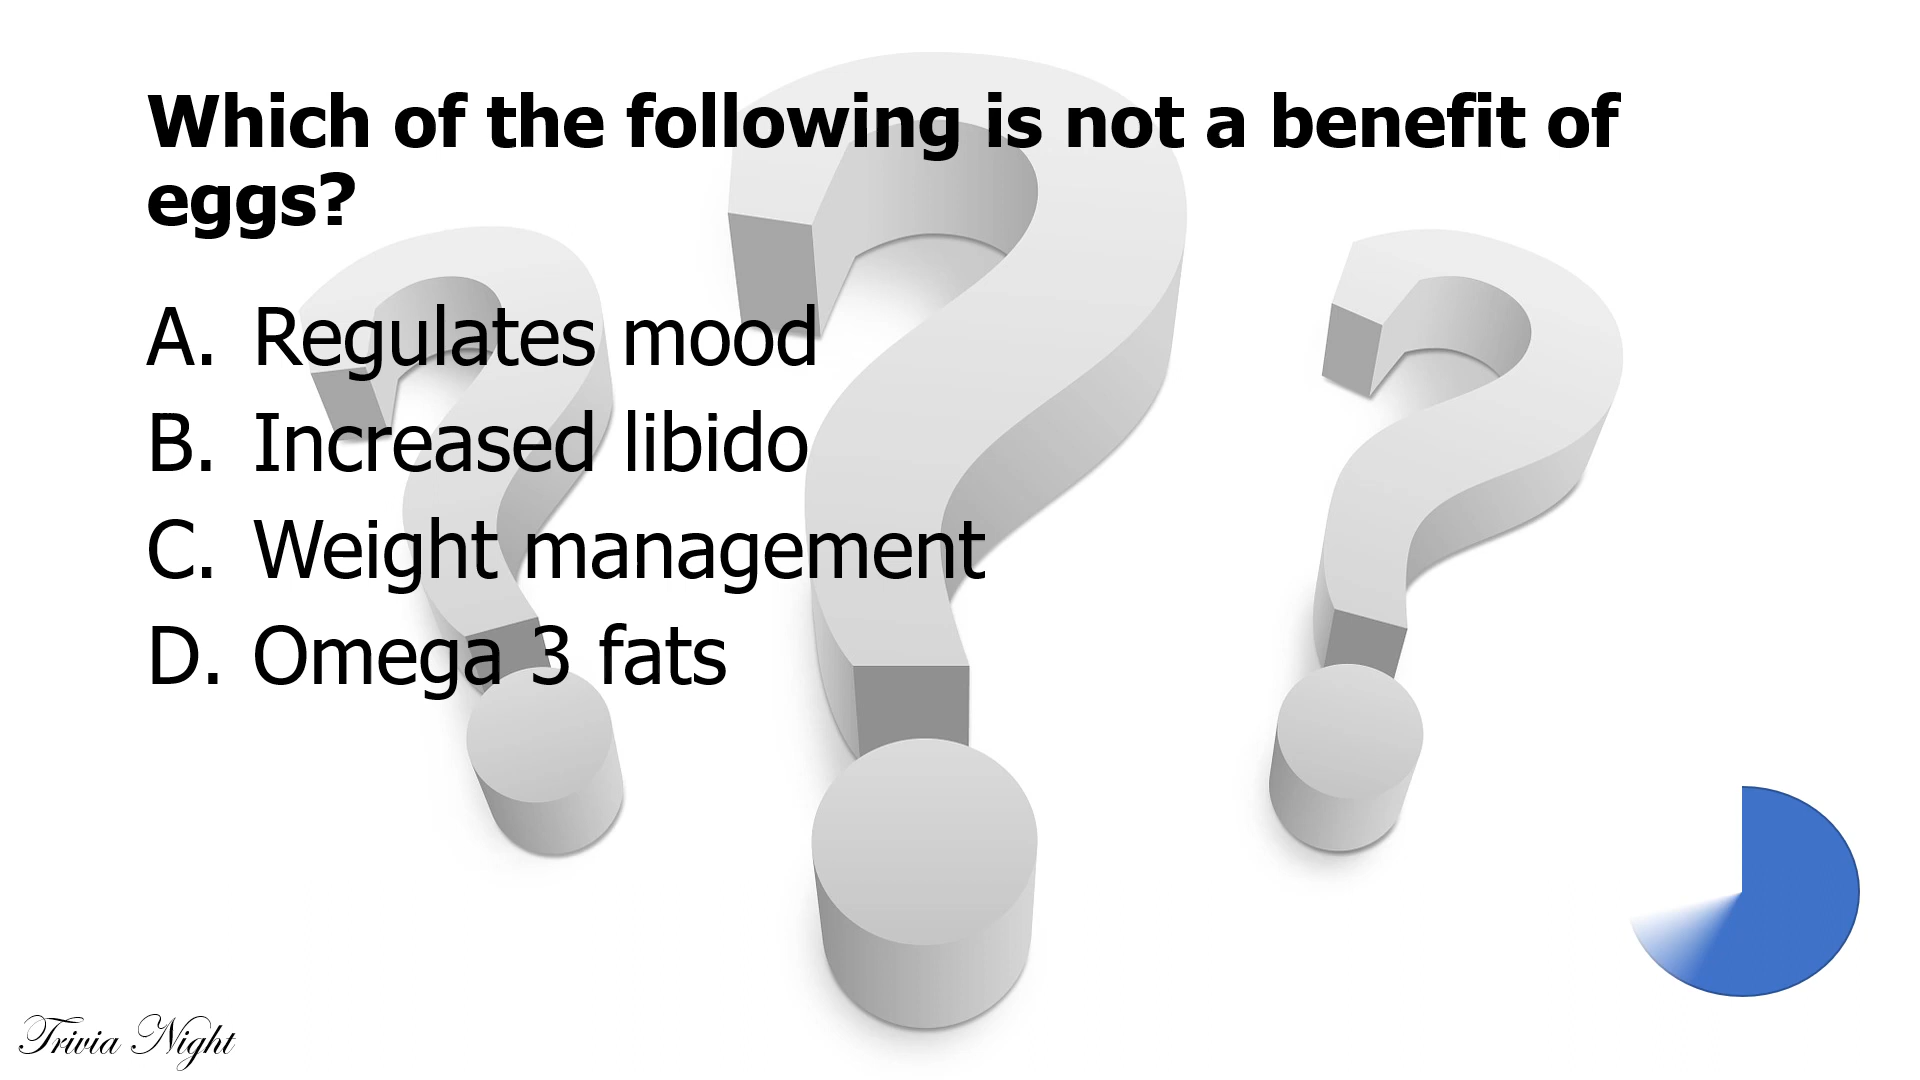 Which of the following is not a benefit of
eggs?
A. Regulates mood
B. Increased libido
C. Weight management
D. Omega 3 fats
Trivia Night